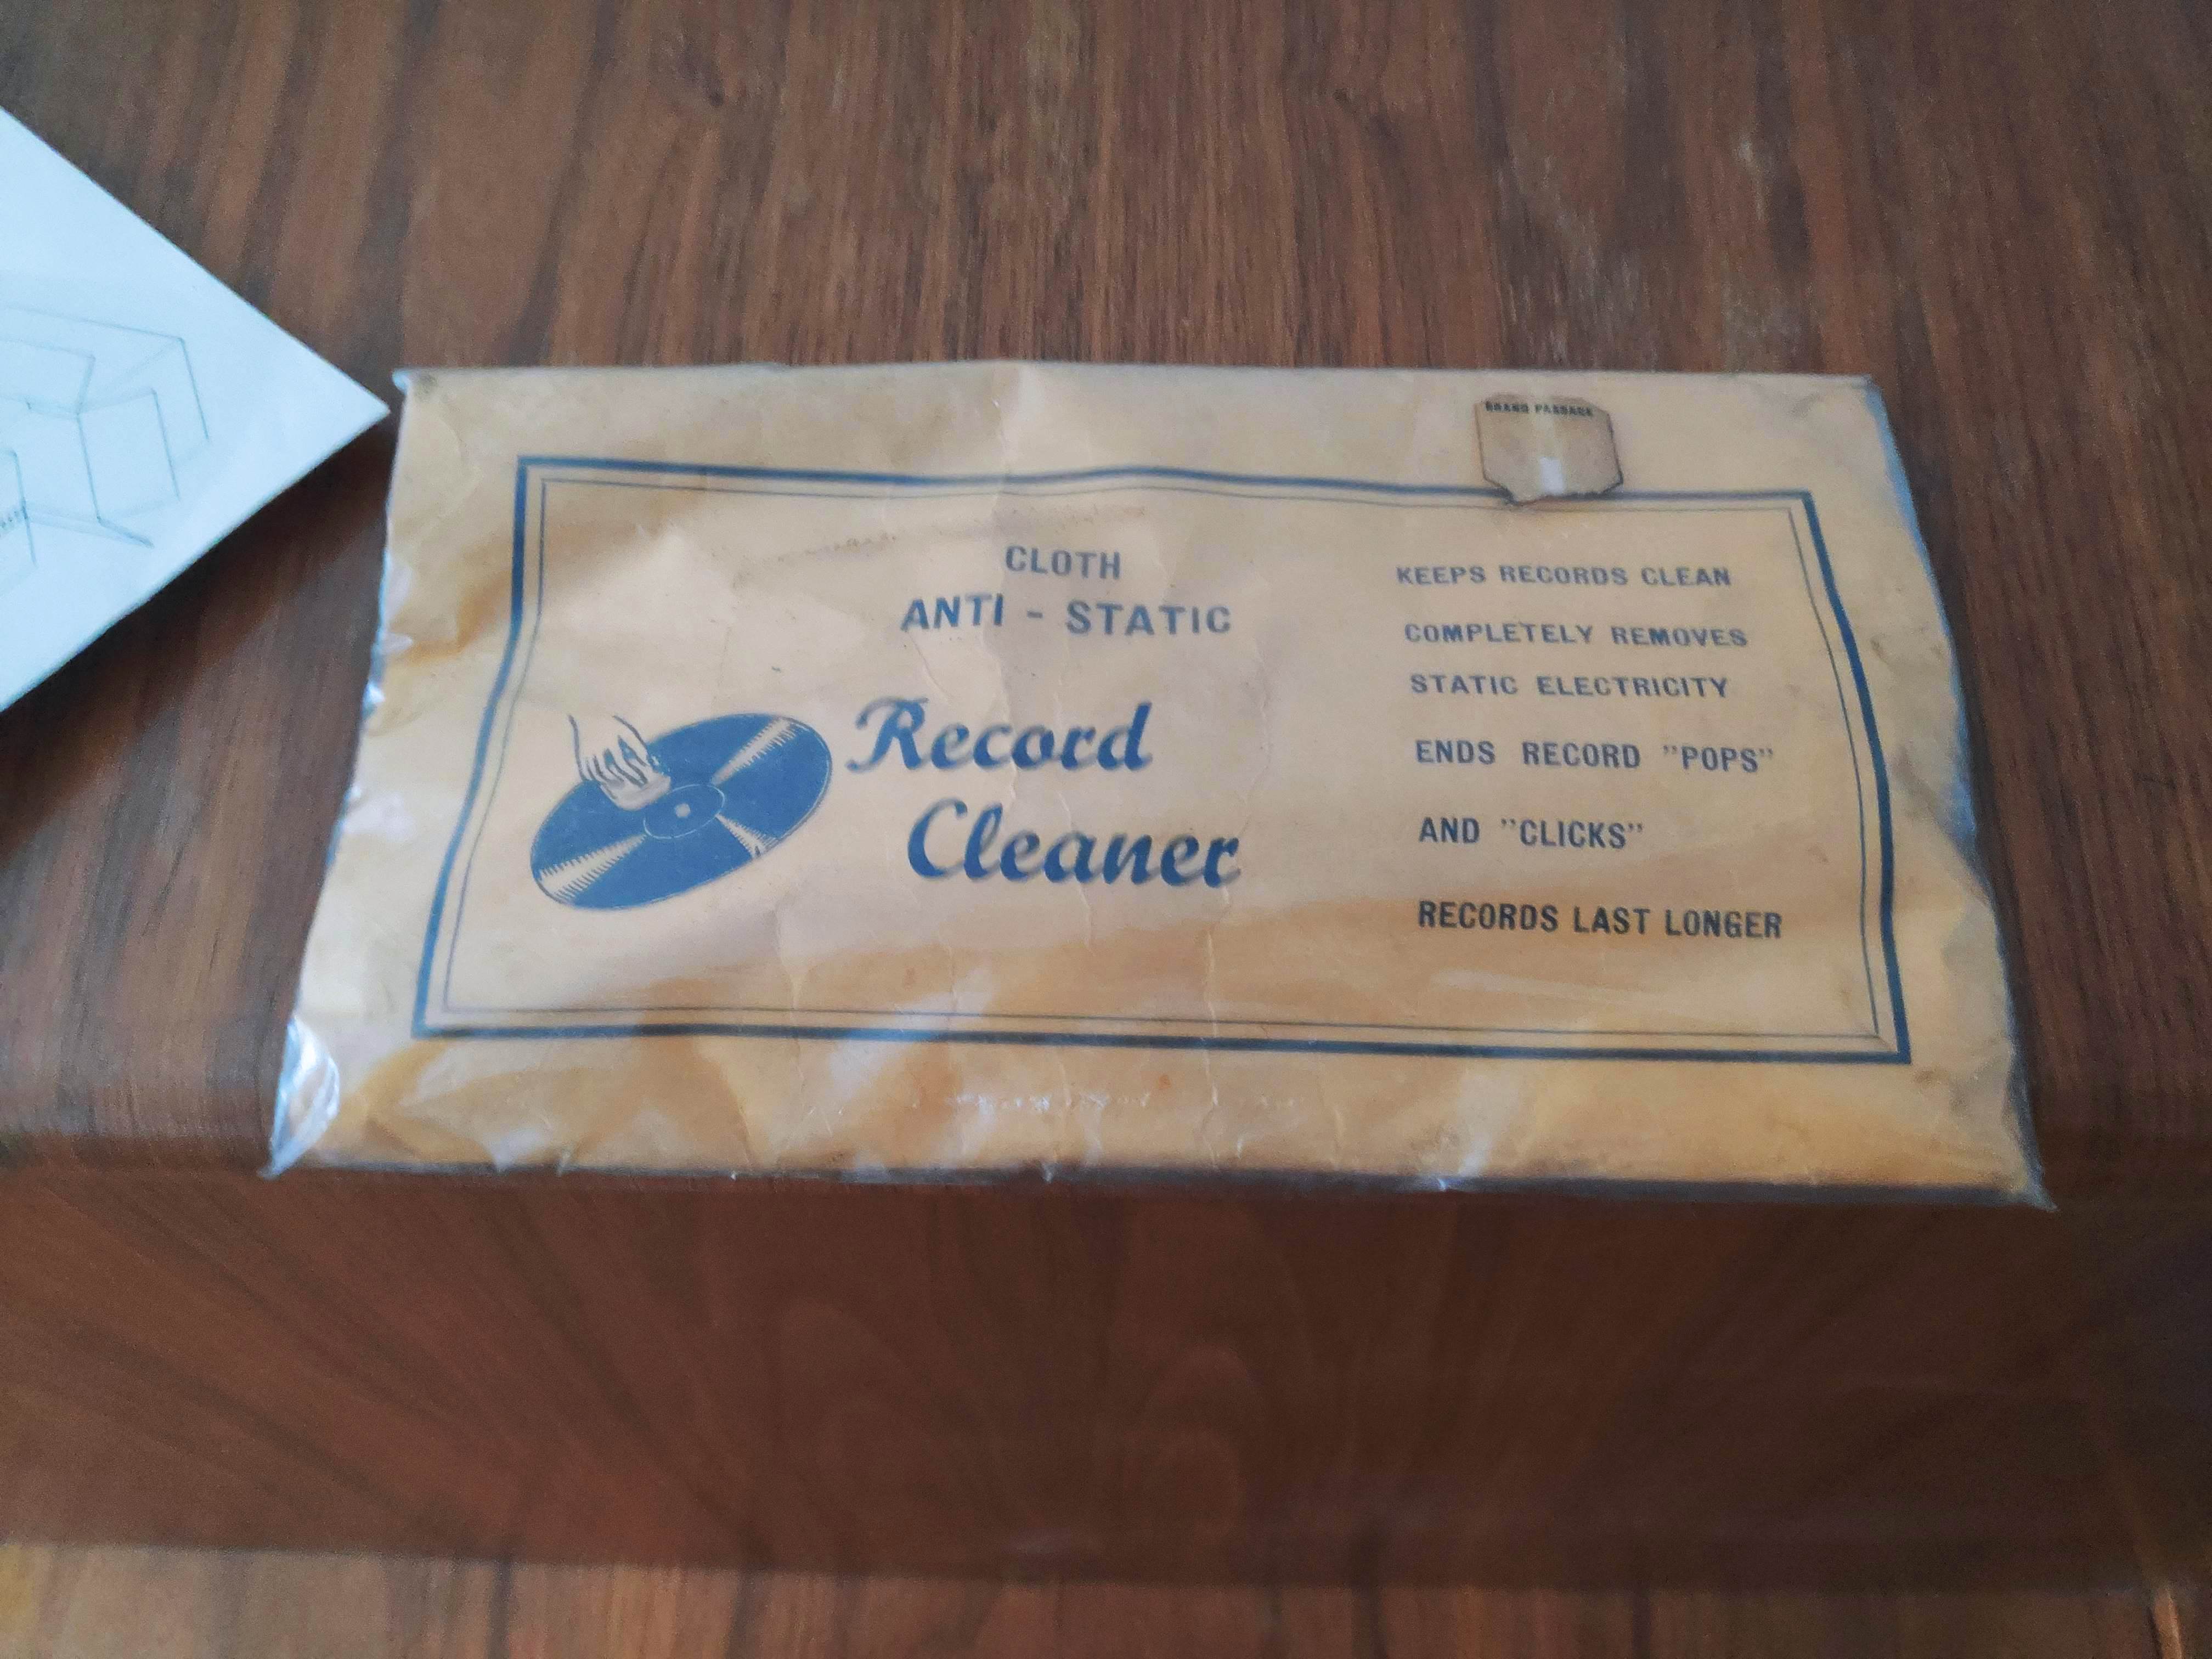 GRAND PASSAGE
CLOTH
ANTI - STATIC
Record
Cleaner
KEEPS RECORDS CLEAN
COMPLETELY REMOVES
STATIC ELECTRICITY
ENDS RECORD "POPS"
AND "CLICKS"
RECORDS LAST LONGER